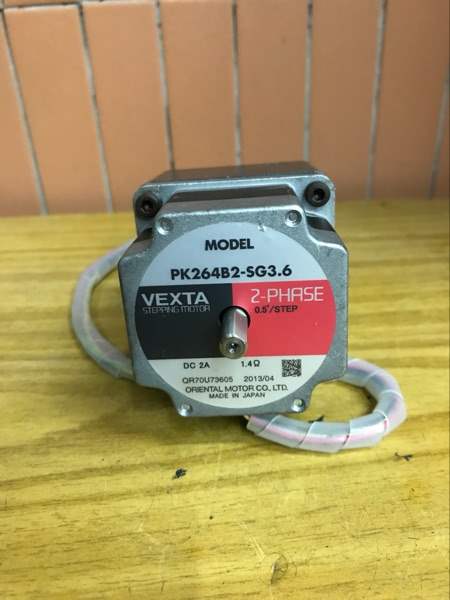 MODEL
PK264B2-SG3.6
VEXTA
STEPPING MOTOR
2-PHASE
0.5°/STEP
DC 2A 1.4Ω
QR70U73605 2013/04
ORIENTAL MOTOR CO., LTD.
MADE IN JAPAN